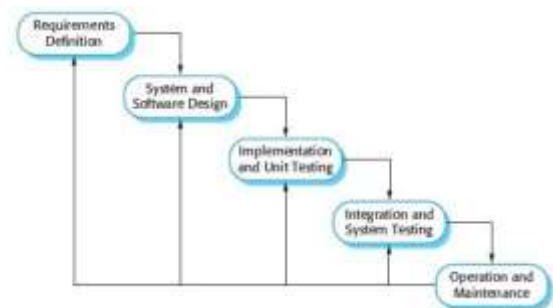 Requirements
Definition
System and
Software Design
Implementation
and Unit Testing
Integration and
System Testing
Operation and
Maintenance